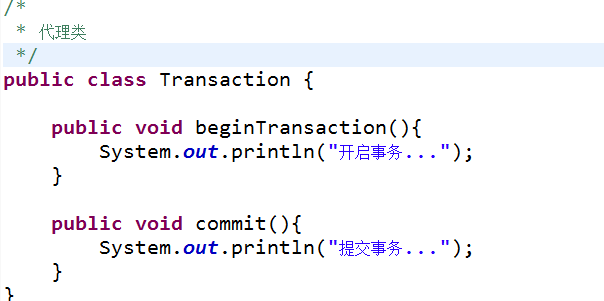 /*
 * 代理类
 */
public class Transaction {
    public void beginTransaction(){
        System.out.println("开启事务...");
    }
    public void commit(){
        System.out.println("提交事务...");
    }
}